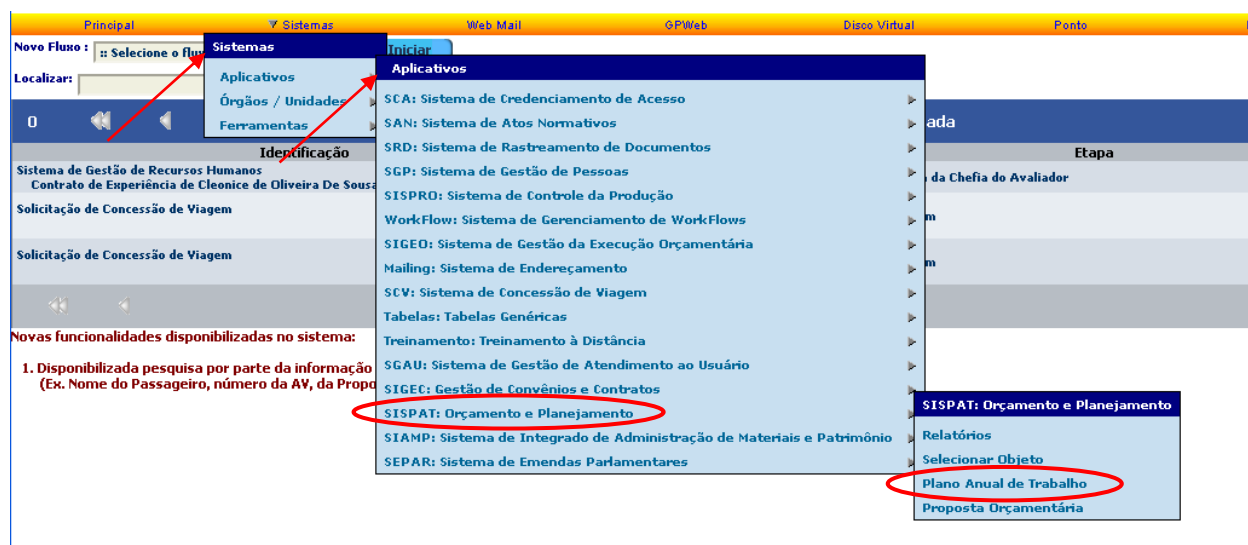 Principal ▼ Sistemas Web Mail GPWeb Disco Virtual Ponto
Novo Fluxo : :: Selecione o flu Iniciar
Localizar:
Sistemas
Aplicativos
Órgãos / Unidades
Ferramentas
Aplicativos
SCA: Sistema de Credenciamento de Acesso
SAN: Sistema de Atos Normativos
SRD: Sistema de Rastreamento de Documentos
SGP: Sistema de Gestão de Pessoas
SISPRO: Sistema de Controle da Produção
WorkFlow: Sistema de Gerenciamento de WorkFlows
SIGEO: Sistema de Gestão da Execução Orçamentária
Mailing: Sistema de Endereçamento
SCV: Sistema de Concessão de Viagem
Tabelas: Tabelas Genéricas
Treinamento: Treinamento à Distância
SGAU: Sistema de Gestão de Atendimento ao Usuário
SIGEC: Gestão de Convênios e Contratos
SISPAT: Orçamento e Planejamento
SIAMP: Sistema de Integrado de Administração de Materiais e Patrimônio
SEPAR: Sistema de Emendas Parlamentares
SISPAT: Orçamento e Planejamento
Relatórios
Selecionar Objeto
Plano Anual de Trabalho
Proposta Orçamentária
0 ada
Identificação Etapa
Sistema de Gestão de Recursos Humanos
Contrato de Experiência de Cleonice de Oliveira De Sousa da Chefia do Avaliador
Solicitação de Concessão de Viagem m
Solicitação de Concessão de Viagem m
Novas funcionalidades disponibilizadas no sistema:
1. Disponibilizada pesquisa por parte da informação
(Ex. Nome do Passageiro, número da AV, da Propo